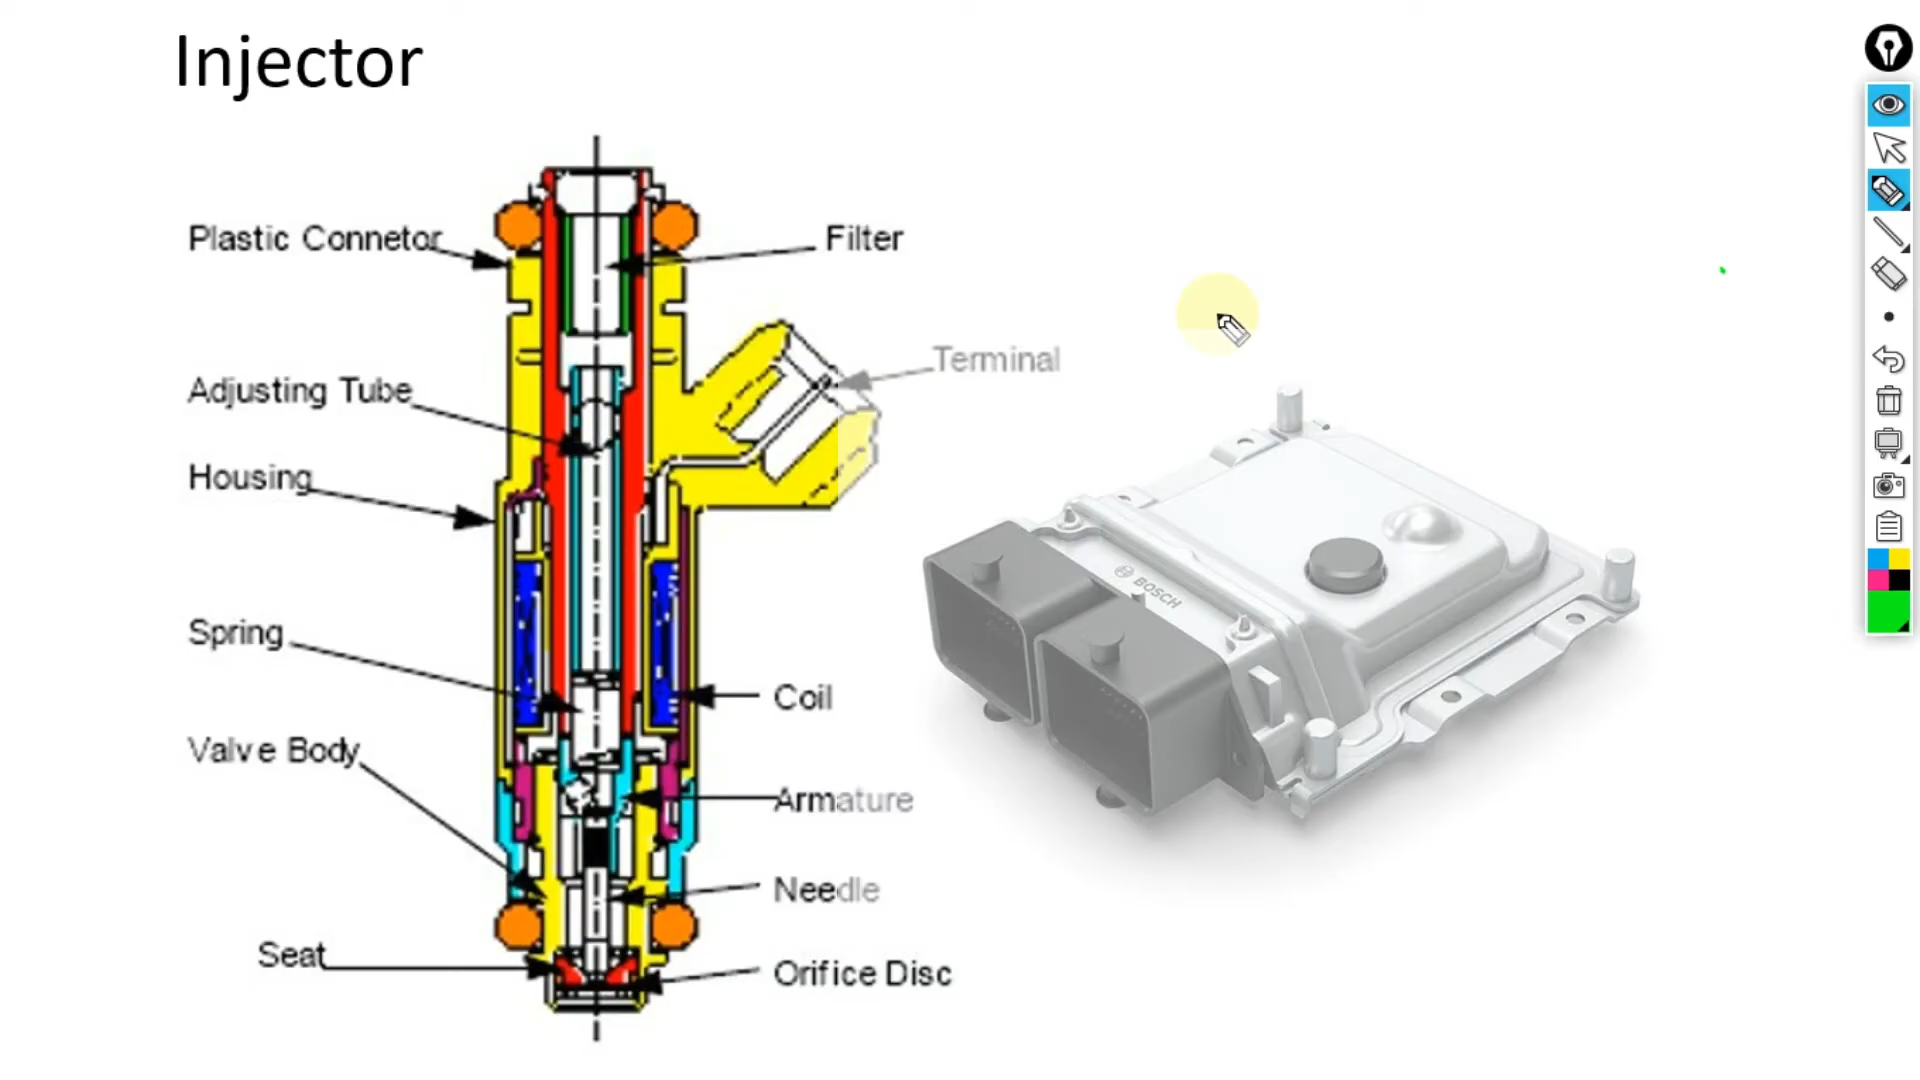 Injector
Plastic Connetor
Filter
Terminal
Adjusting Tube
Housing
BOSCH
Spring
Coil
Valve Body
Armature
Needle
Seat
Orifice Disc